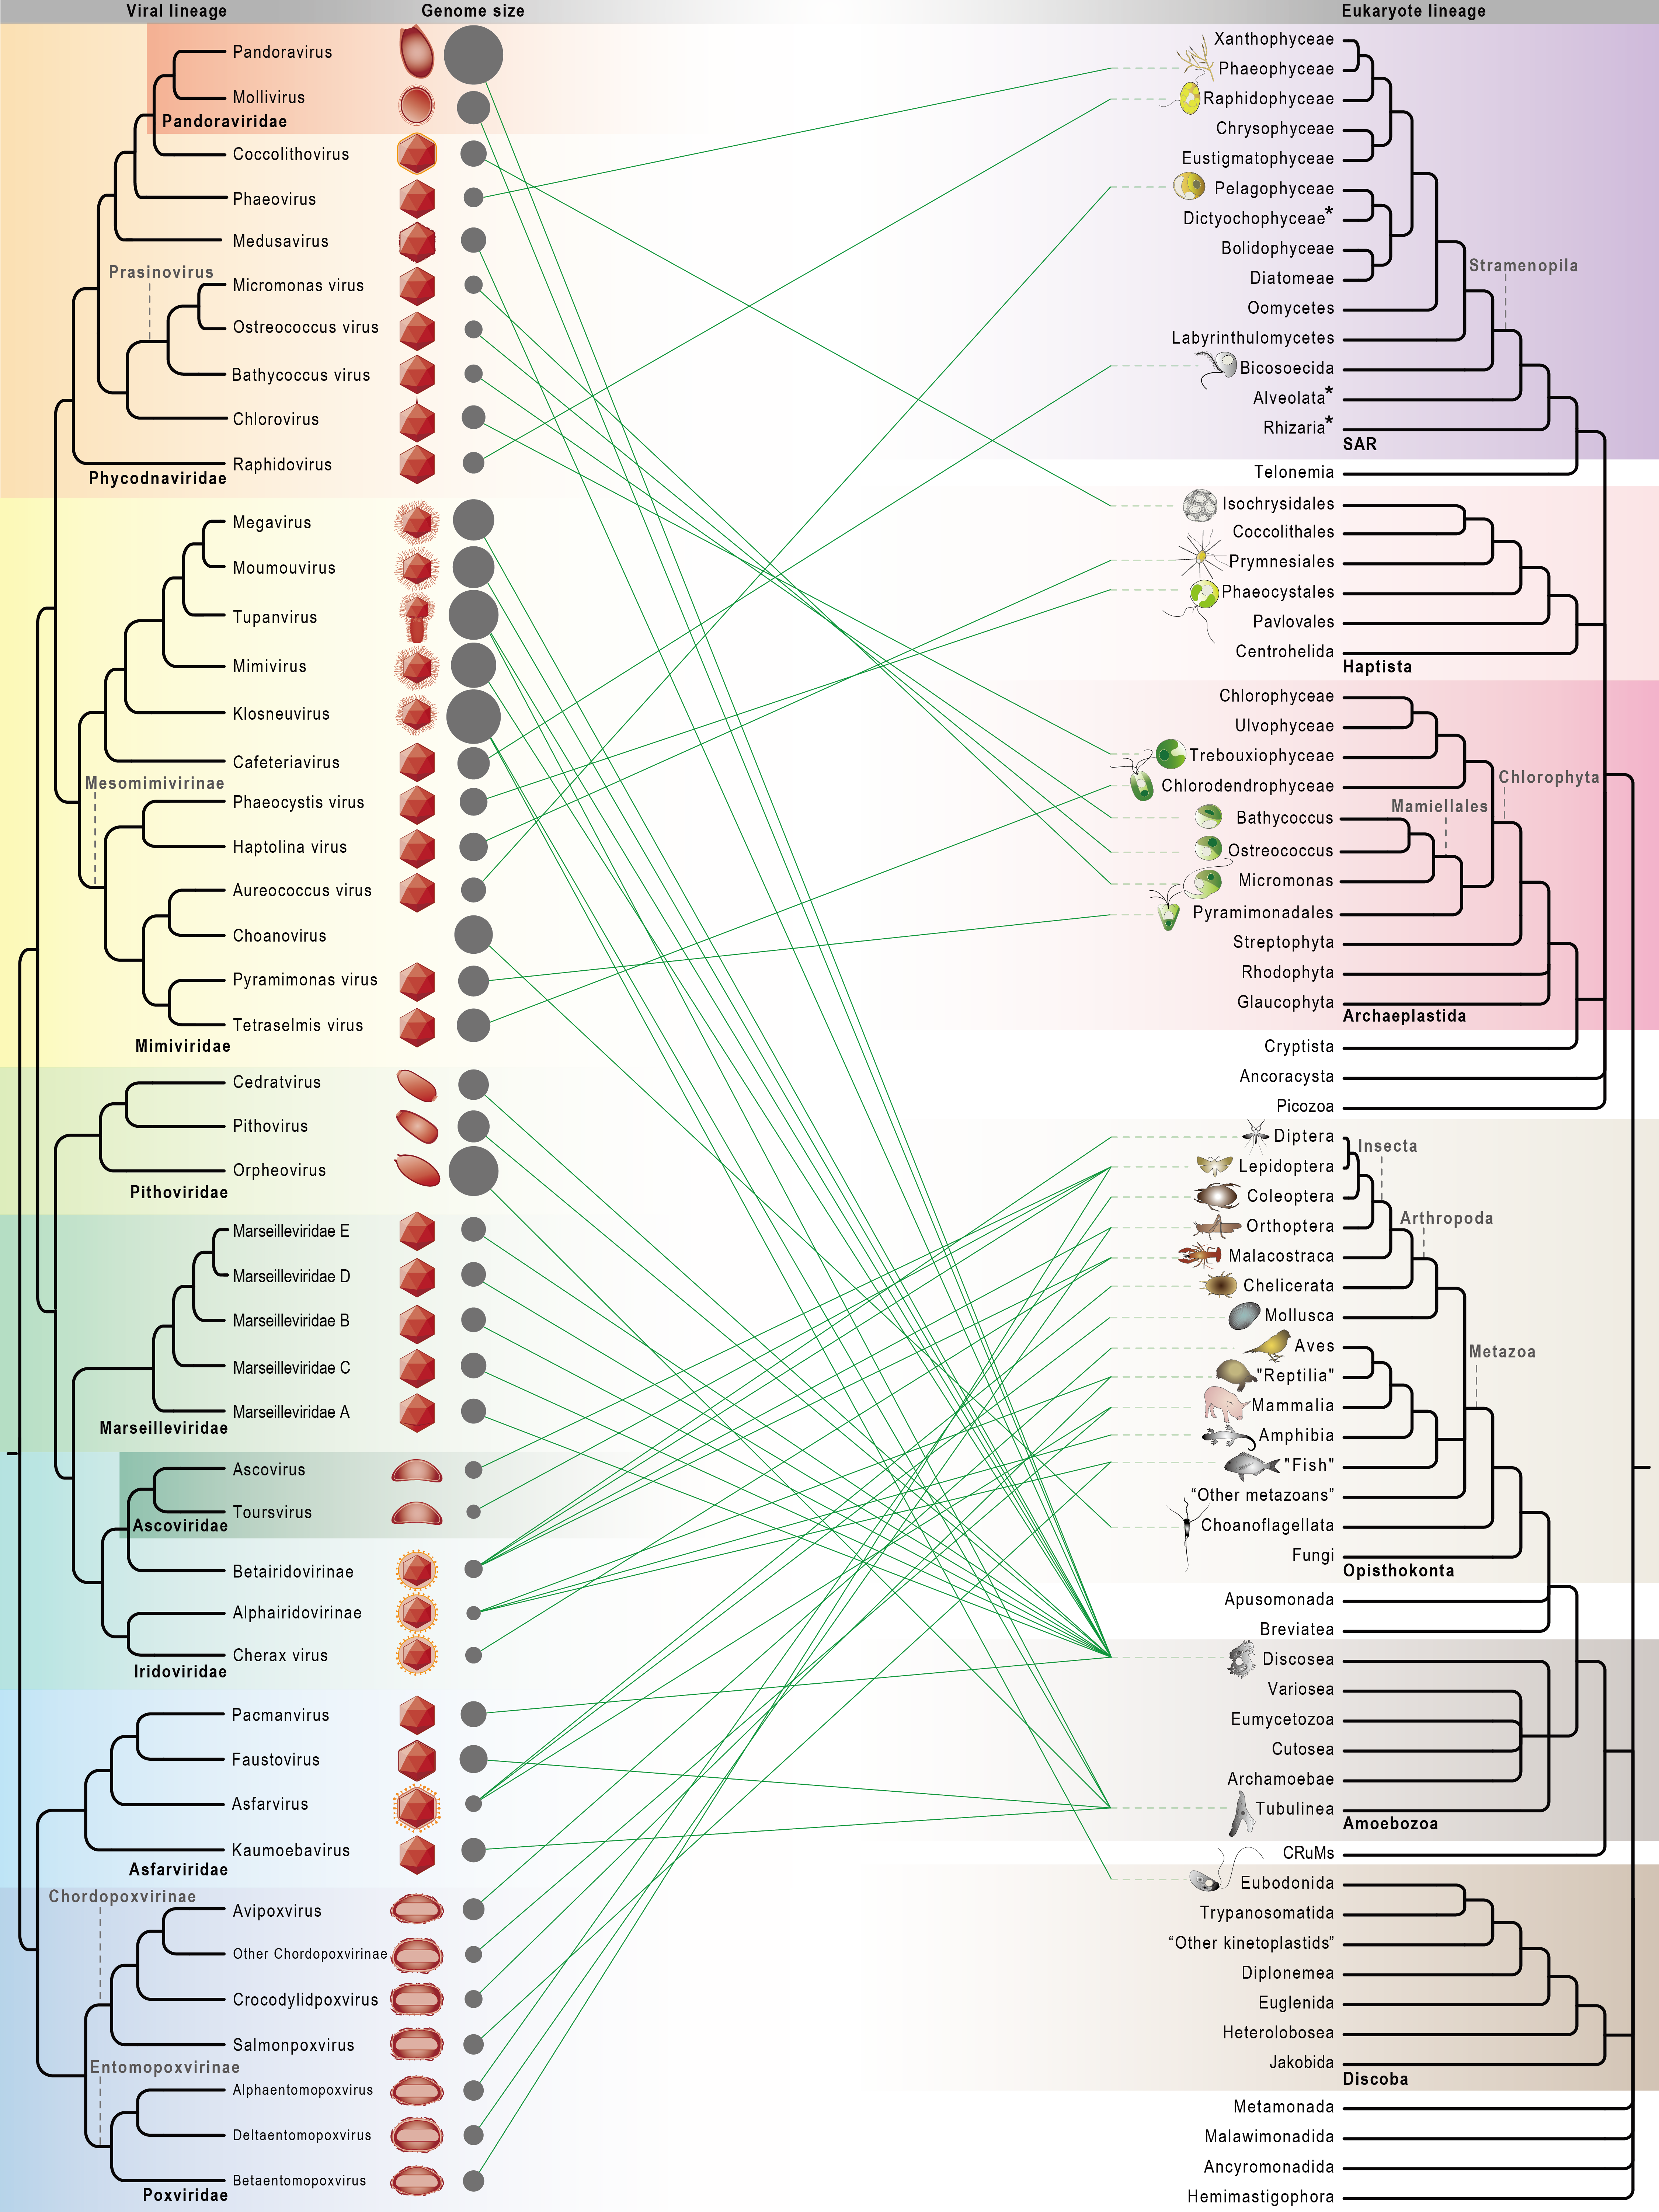 Viral lineage
Genome size
Eukaryote lineage
Pandoravirus
Mollivirus
Pandoraviridae
Coccolithovirus
Phaeovirus
Medusavirus
Prasinovirus
Micromonas virus
Ostreococcus virus
Bathycoccus virus
Chlorovirus
Raphidovirus
Phycodnaviridae
Megavirus
Moumouvirus
Tupanvirus
Mimivirus
Klosneuvirus
Cafeteriavirus
Mesomimivirinae
Phaeocystis virus
Haptolina virus
Aureococcus virus
Choanovirus
Pyramimonas virus
Tetraselmis virus
Mimiviridae
Cedratvirus
Pithovirus
Orpheovirus
Pithoviridae
Marseilleviridae E
Marseilleviridae D
Marseilleviridae B
Marseilleviridae C
Marseilleviridae A
Marseilleviridae
Ascovirus
Toursvirus
Ascoviridae
Betairidovirinae
Alphairidovirinae
Cherax virus
Iridoviridae
Pacmanvirus
Faustovirus
Asfarvirus
Kaumoebavirus
Asfarviridae
Chordopoxvirinae
Avipoxvirus
Other Chordopoxvirinae
Crocodylidpoxvirus
Salmonpoxvirus
Entomopoxvirinae
Alphaentomopoxvirus
Deltaentomopoxvirus
Betaentomopoxvirus
Poxviridae
Xanthophyceae
Phaeophyceae
Raphidophyceae
Chrysophyceae
Eustigmatophyceae
Pelagophyceae
Dictyochophyceae*
Bolidophyceae
Stramenopila
Diatomeae
Oomycetes
Labyrinthulomycetes
Bicosoecida
Alveolata*
Rhizaria*
SAR
Telonemia
Isochrysidales
Coccolithales
Prymnesiales
Phaeocystales
Pavlovales
Centrohelida
Haptista
Chlorophyceae
Ulvophyceae
Trebouxiophyceae
Chlorophyta
Chlorodendrophyceae
Mamiellales
Bathycoccus
Ostreococcus
Micromonas
Pyramimonadales
Streptophyta
Rhodophyta
Glaucophyta
Archaeplastida
Cryptista
Ancoracysta
Picozoa
Diptera
Insecta
Lepidoptera
Coleoptera
Arthropoda
Orthoptera
Malacostraca
Chelicerata
Mollusca
Aves
Metazoa
"Reptilia"
Mammalia
Amphibia
"Fish"
“Other metazoans”
Choanoflagellata
Fungi
Opisthokonta
Apusomonada
Breviatea
Discosea
Variosea
Eumycetozoa
Cutosea
Archamoebae
Tubulinea
Amoebozoa
CRuMs
Eubodonida
Trypanosomatida
“Other kinetoplastids”
Diplonemea
Euglenida
Heterolobosea
Jakobida
Discoba
Metamonada
Malawimonadida
Ancyromonadida
Hemimastigophora